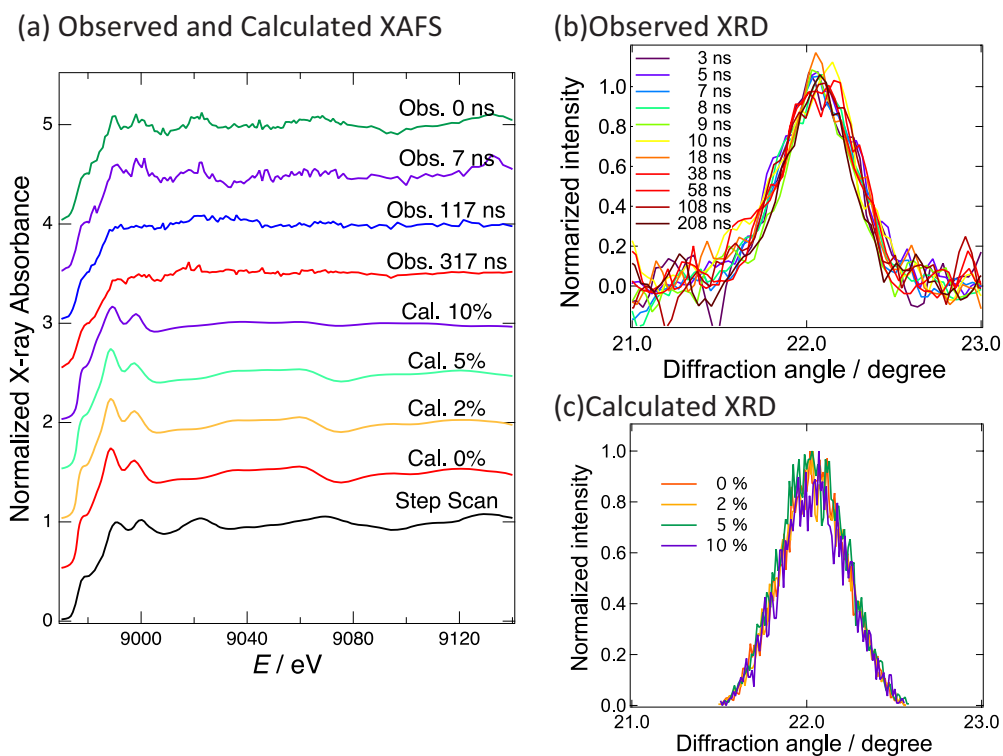 (a) Observed and Calculated XAFS
Normalized X-ray Absorbance
5
4
3
2
1
0
Obs. 0 ns
Obs. 7 ns
Obs. 117 ns
Obs. 317 ns
Cal. 10%
Cal. 5%
Cal. 2%
Cal. 0%
Step Scan
9000
9040
9080
9120
E / eV
(b)Observed XRD
Normarized intensity
1.0
0.8
0.6
0.4
0.2
0.0
3 ns
5 ns
7 ns
8 ns
9 ns
10 ns
18 ns
38 ns
58 ns
108 ns
208 ns
21.0
22.0
23.0
Diffraction angle / degree
(c)Calculated XRD
Normalized intensity
1.0
0.8
0.6
0.4
0.2
0.0
0 %
2 %
5 %
10 %
21.0
22.0
23.0
Diffraction angle / degree